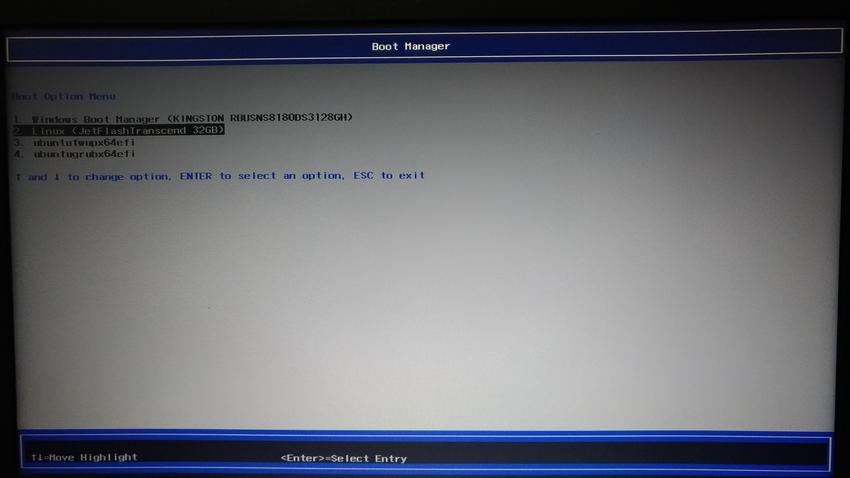 Boot Manager
Boot Option Menu
1. Windows Boot Manager (KINGSTON RBUSNS8180DS3128GH)
2. Linux (JetFlashTranscend 32GB)
3. ubuntufwupx64efi
4. ubuntugrubx64efi
↑ and ↓ to change option, ENTER to select an option, ESC to exit
↑↓=Move Highlight
<Enter>=Select Entry